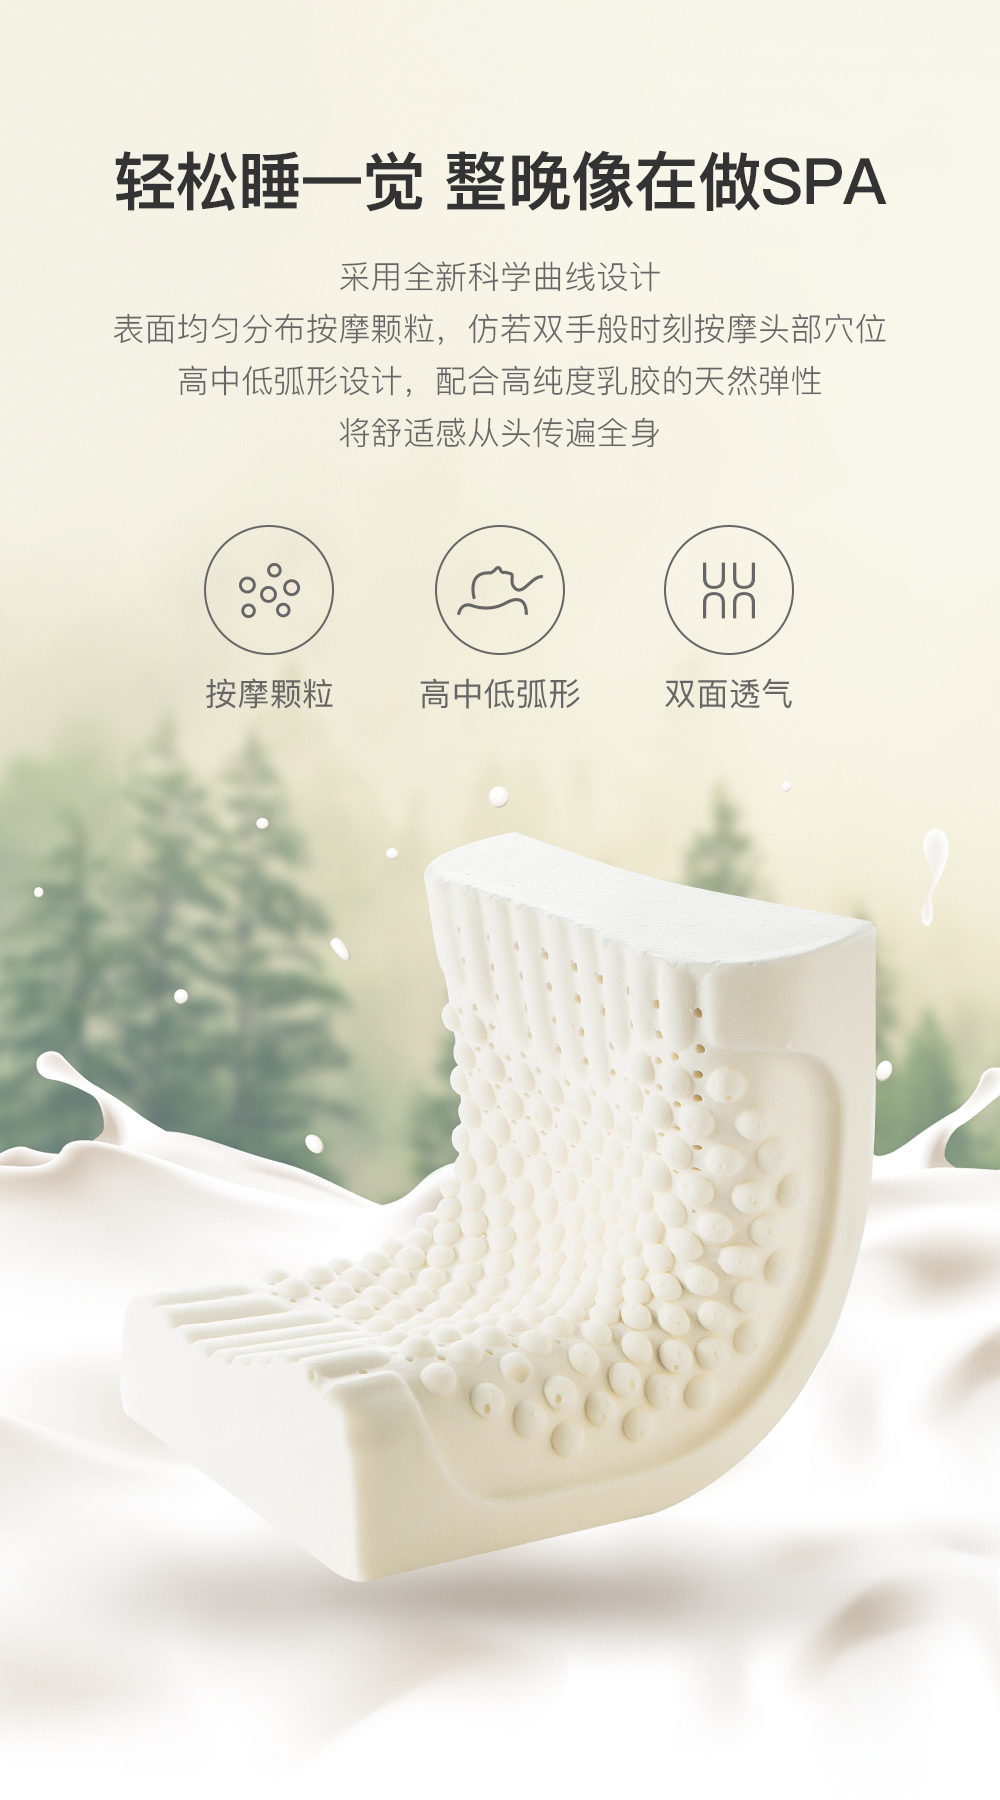 轻松睡一觉 整晚像在做SPA
采用全新科学曲线设计
表面均匀分布按摩颗粒，仿若双手般时刻按摩头部穴位
高中低弧形设计，配合高纯度乳胶的天然弹性
将舒适感从头传遍全身
按摩颗粒
高中低弧形
双面透气